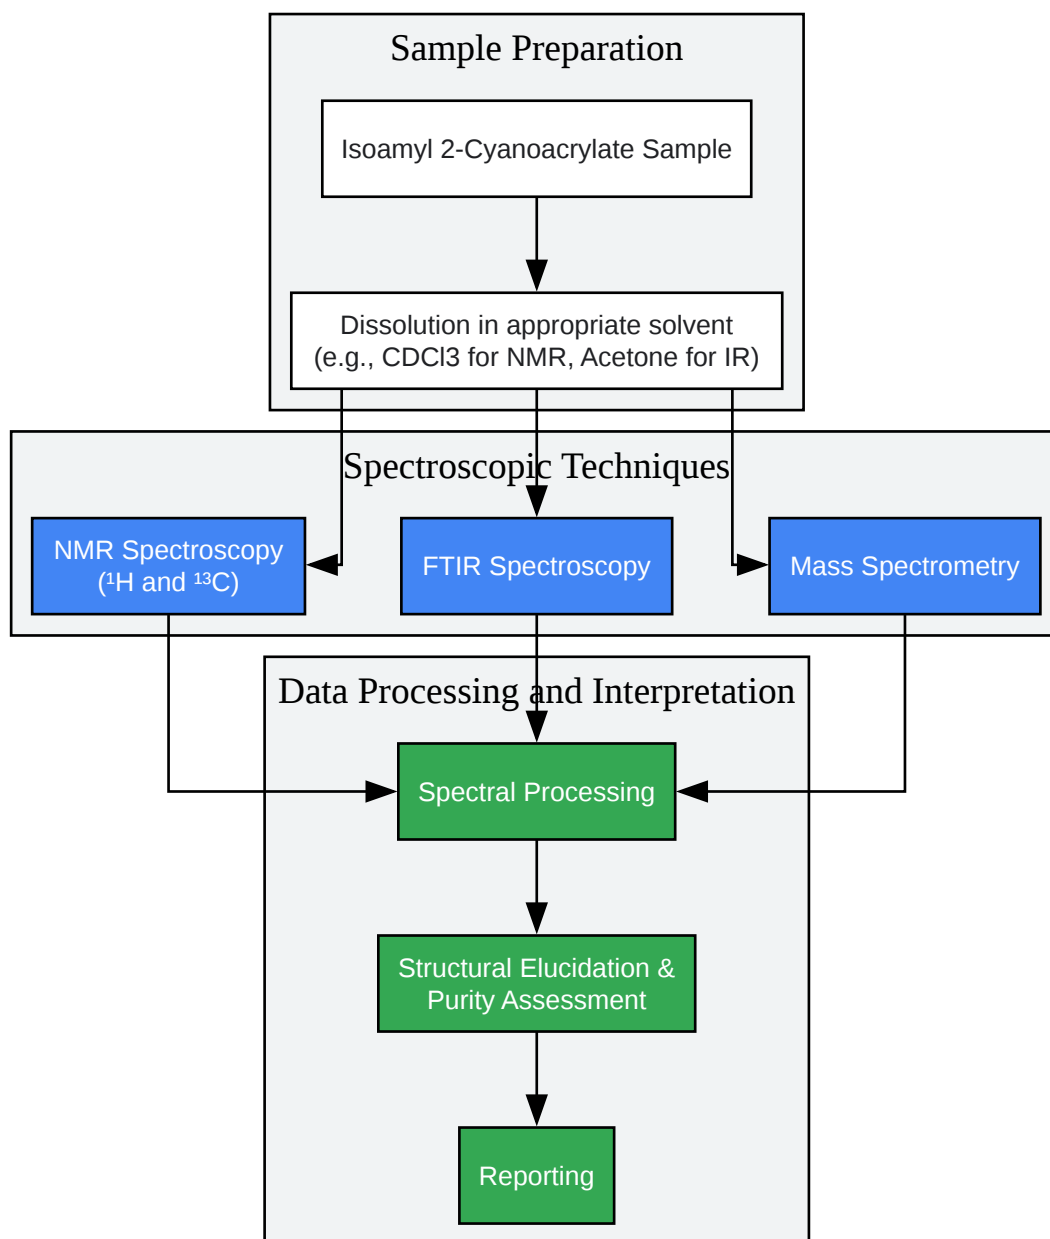 Sample Preparation
Isoamyl 2-Cyanoacrylate Sample
Dissolution in appropriate solvent
(e.g., CDCl3 for NMR, Acetone for IR)
Spectroscopic Techniques
NMR Spectroscopy
(¹H and ¹³C)
FTIR Spectroscopy
Mass Spectrometry
Data Processing and Interpretation
Spectral Processing
Structural Elucidation &
Purity Assessment
Reporting